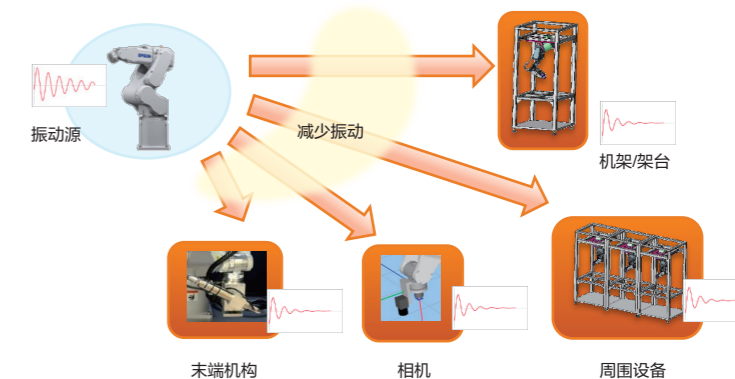 振动源
减少振动
机架/架台
末端机构
相机
周围设备